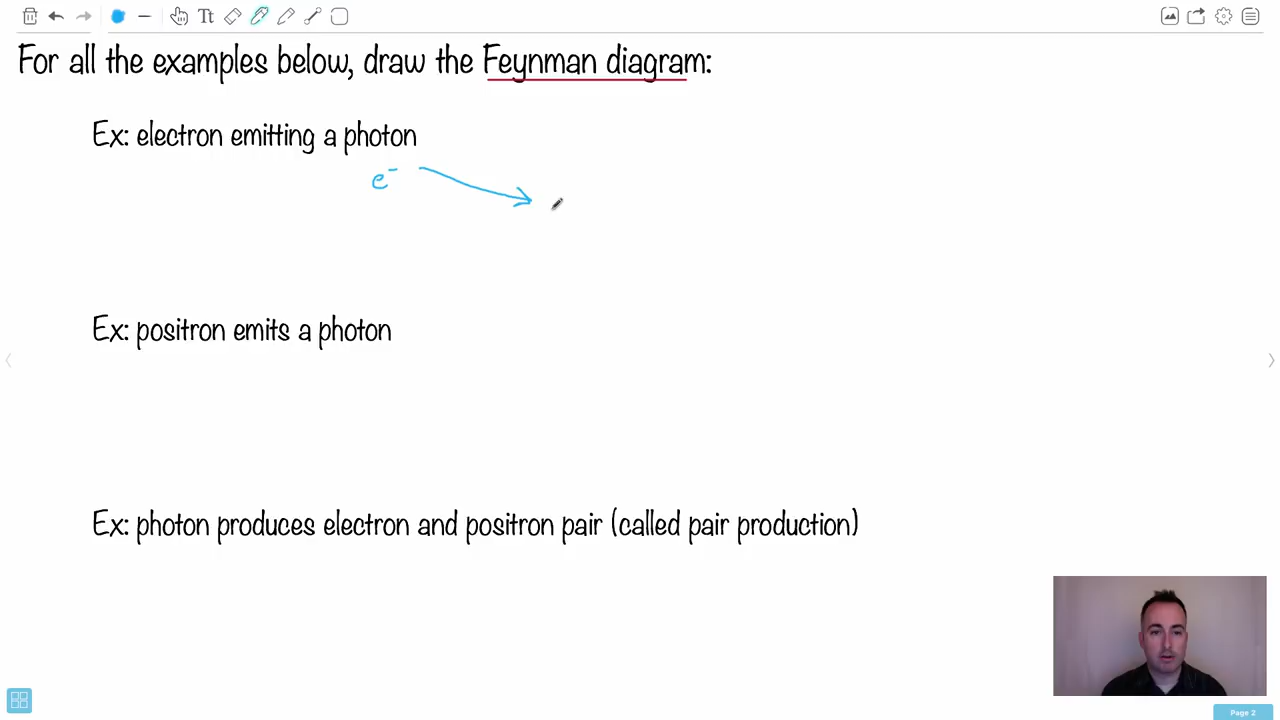 Tt
For all the examples below, draw the Feynman diagram:
Ex: electron emitting a photon
e⁻
Ex: positron emits a photon
Ex: photon produces electron and positron pair (called pair production)
Page 2